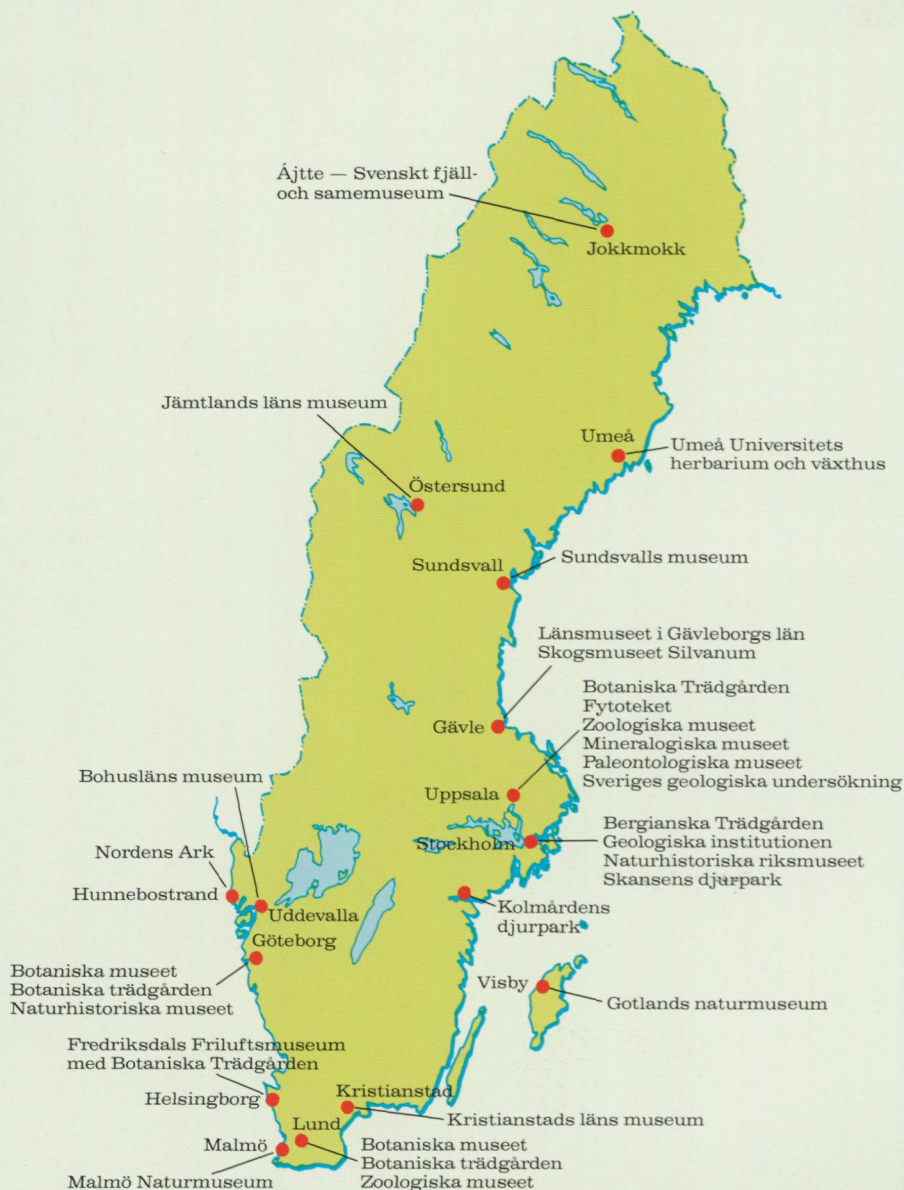 Ájtte — Svenskt fjäll-
och samemuseum
Jokkmokk
Jämtlands läns museum
Umeå
Umeå Universitets
herbarium och växthus
Östersund
Sundsvall
Sundsvalls museum
Länsmuseet i Gävleborgs län
Skogsmuseet Silvanum
Gävle
Botaniska Trädgården
Fytoteket
Zoologiska museet
Mineralogiska museet
Paleontologiska museet
Sveriges geologiska undersökning
Uppsala
Bohusläns museum
Stockholm
Bergianska Trädgården
Geologiska institutionen
Naturhistoriska riksmuseet
Skansens djurpark
Nordens Ark
Hunnebostrand
Uddevalla
Kolmårdens
djurpark
Göteborg
Botaniska museet
Botaniska trädgården
Naturhistoriska museet
Visby
Gotlands naturmuseum
Fredriksdals Friluftsmuseum
med Botaniska Trädgården
Helsingborg
Kristianstad
Kristianstads läns museum
Lund
Botaniska museet
Botaniska trädgården
Zoologiska museet
Malmö
Malmö Naturmuseum